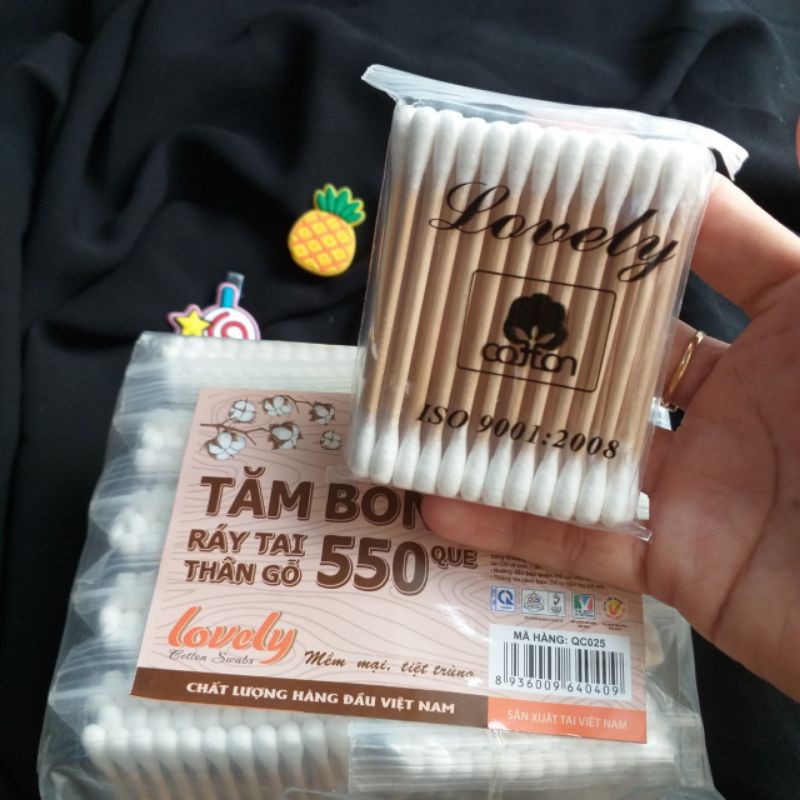 Lovely
cotton
ISO 9001:2008
TĂM BON
RÁY TAI
THÂN GỖ
550 QUE
Lovely
Cotton Swabs
Mềm mại, tiệt trùng
CHẤT LƯỢNG HÀNG ĐẦU VIỆT NAM
MÃ HÀNG: QC025
8 936009 640409
SẢN XUẤT TẠI VIỆT NAM